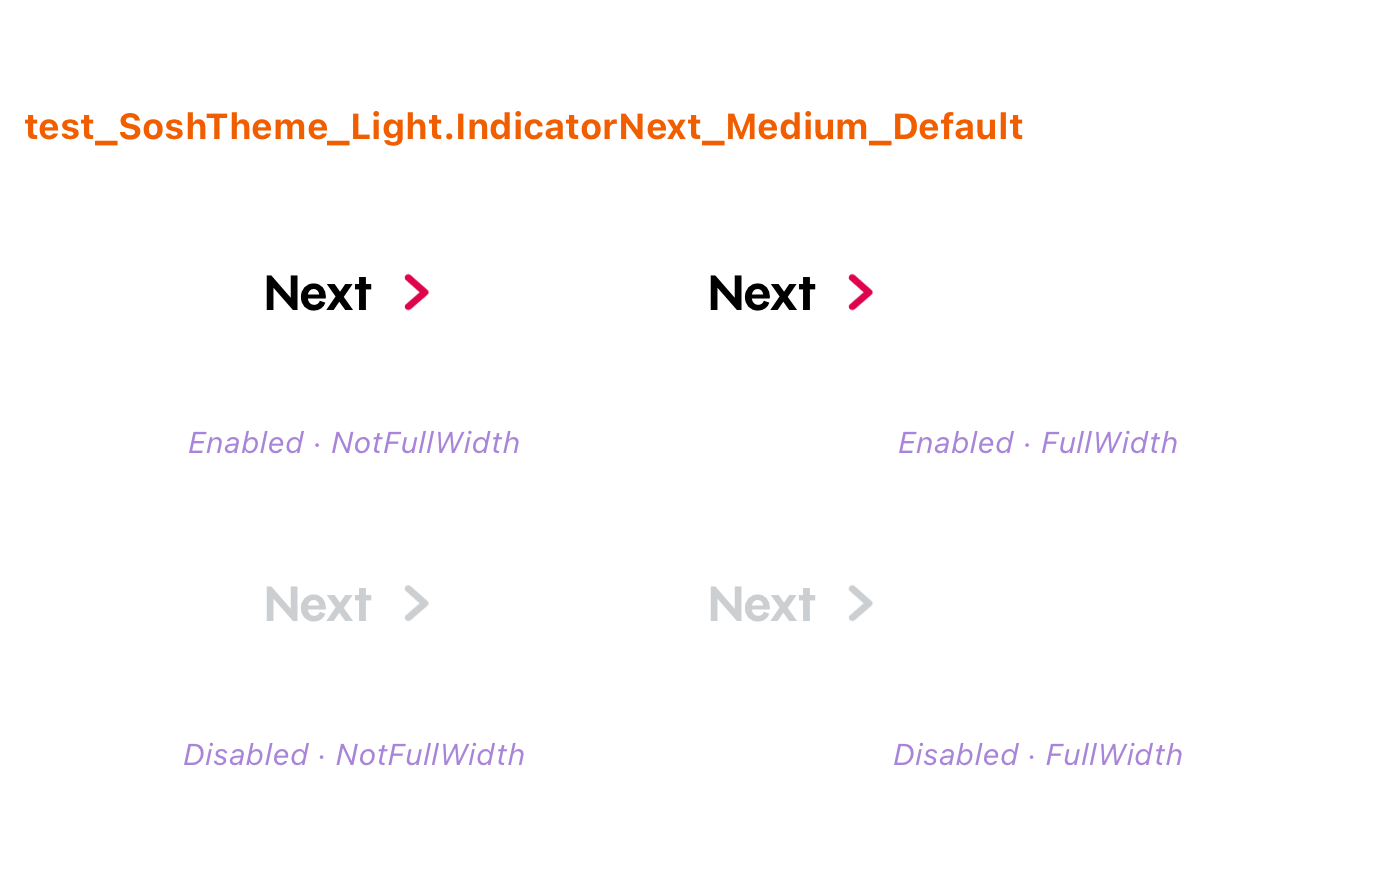 test_SoshTheme_Light.IndicatorNext_Medium_Default
Next Next
Enabled · NotFullWidth Enabled · FullWidth
Next Next
Disabled · NotFullWidth Disabled · FullWidth